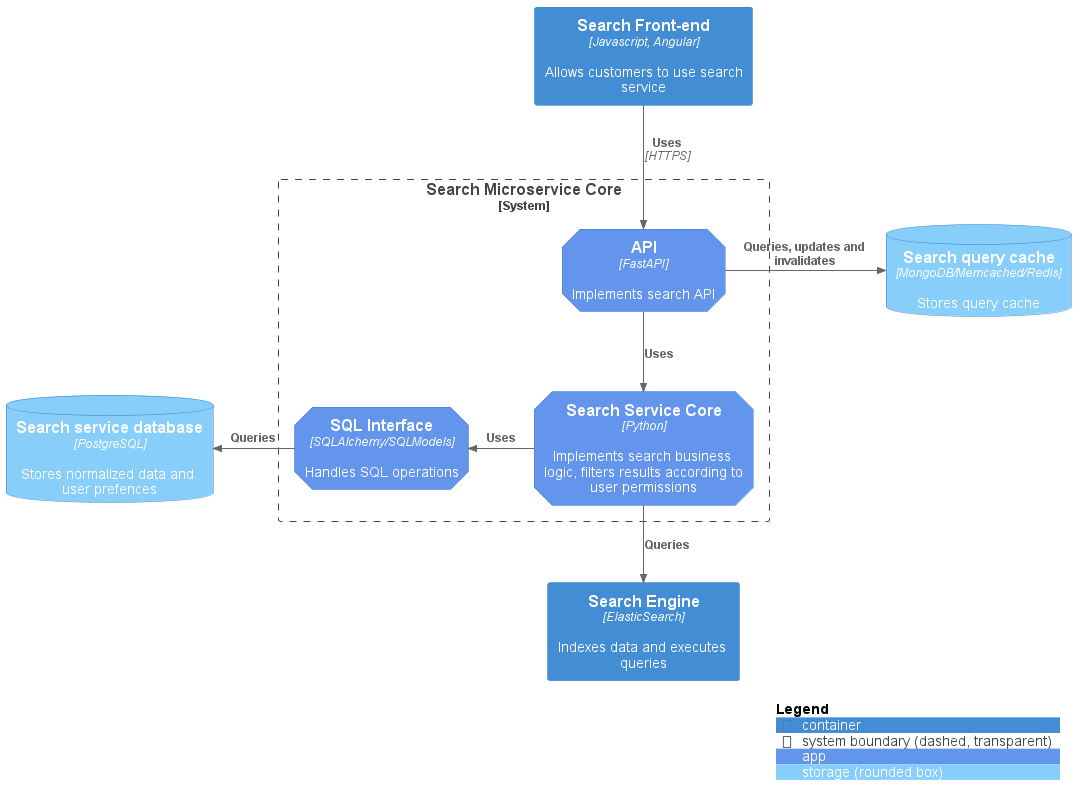 Search Front-end
[Javascript, Angular]
Allows customers to use search
service
Uses
[HTTPS]
Search Microservice Core
[System]
API
[FastAPI]
Implements search API
Queries, updates and
invalidates
Search query cache
[MongoDB/Memcached/Redis]
Stores query cache
Uses
Search service database
[PostgreSQL]
Stores normalized data and
user prefences
Queries
SQL Interface
[SQLAlchemy/SQLModels]
Handles SQL operations
Uses
Search Service Core
[Python]
Implements search business
logic, filters results according to
user permissions
Queries
Search Engine
[ElasticSearch]
Indexes data and executes
queries
Legend
container
system boundary (dashed, transparent)
app
storage (rounded box)